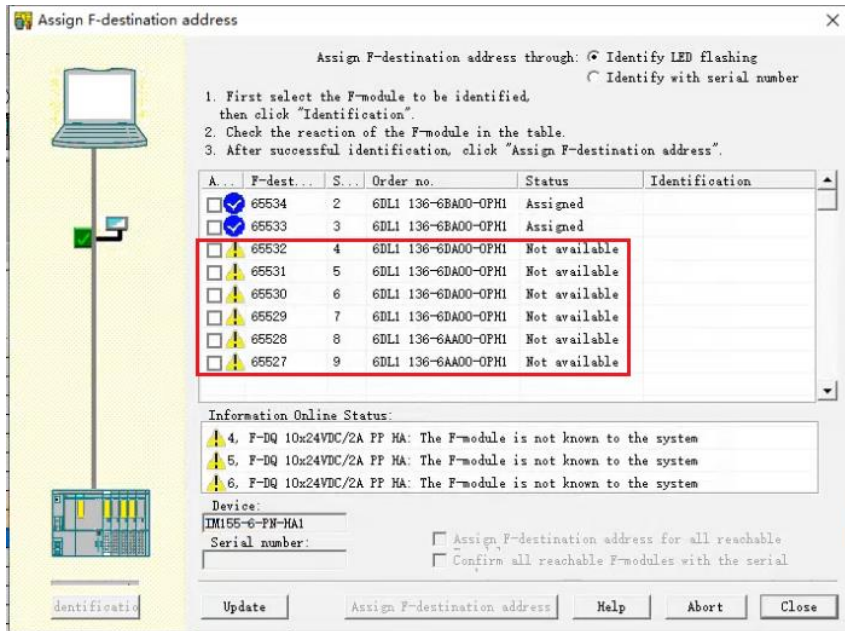 Assign F-destination address
Assign F-destination address through: Identify LED flashing
Identify with serial number
1. First select the F-module to be identified,
then click "Identification".
2. Check the reaction of the F-module in the table.
3. After successful identification, click "Assign F-destination address".
A... F-dest... S... Order no. Status Identification
65534 2 6DL1 136-6BA00-0PH1 Assigned
65533 3 6DL1 136-6BA00-0PH1 Assigned
65532 4 6DL1 136-6DA00-0PH1 Not available
65531 5 6DL1 136-6DA00-0PH1 Not available
65530 6 6DL1 136-6DA00-0PH1 Not available
65529 7 6DL1 136-6DA00-0PH1 Not available
65528 8 6DL1 136-6AA00-0PH1 Not available
65527 9 6DL1 136-6AA00-0PH1 Not available
Information Online Status:
4, F-DQ 10x24VDC/2A PP HA: The F-module is not known to the system
5, F-DQ 10x24VDC/2A PP HA: The F-module is not known to the system
6, F-DQ 10x24VDC/2A PP HA: The F-module is not known to the system
Device:
IM155-6-PN-HA1
Serial number:
Assign F-destination address for all reachable
Confirm all reachable F-modules with the serial
dentificatio Update Assign F-destination address Help Abort Close